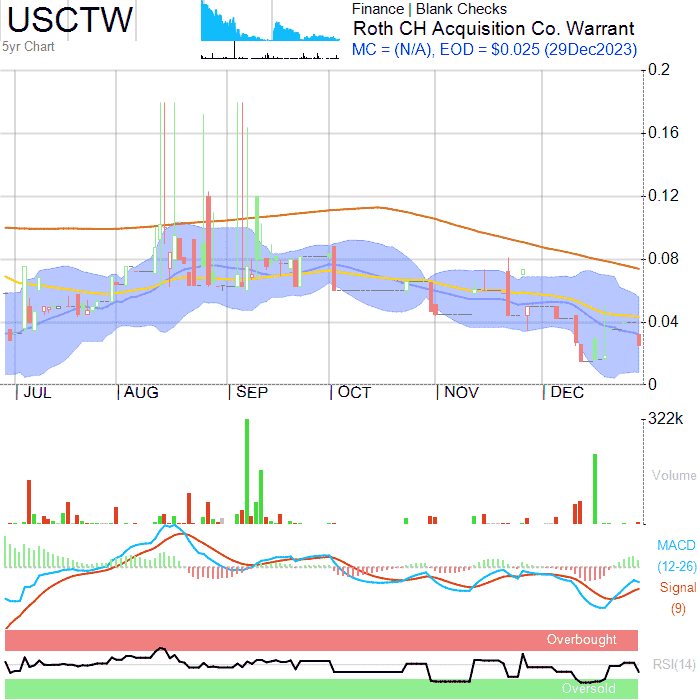 USCTW
5yr Chart
Finance | Blank Checks
Roth CH Acquisition Co. Warrant
MC = (N/A), EOD = $0.025 (29Dec2023)
0.2
0.16
0.12
0.08
0.04
0
JUL AUG SEP OCT NOV DEC
322k
Volume
MACD
(12-26)
Signal
(9)
Overbought
RSI(14)
Oversold